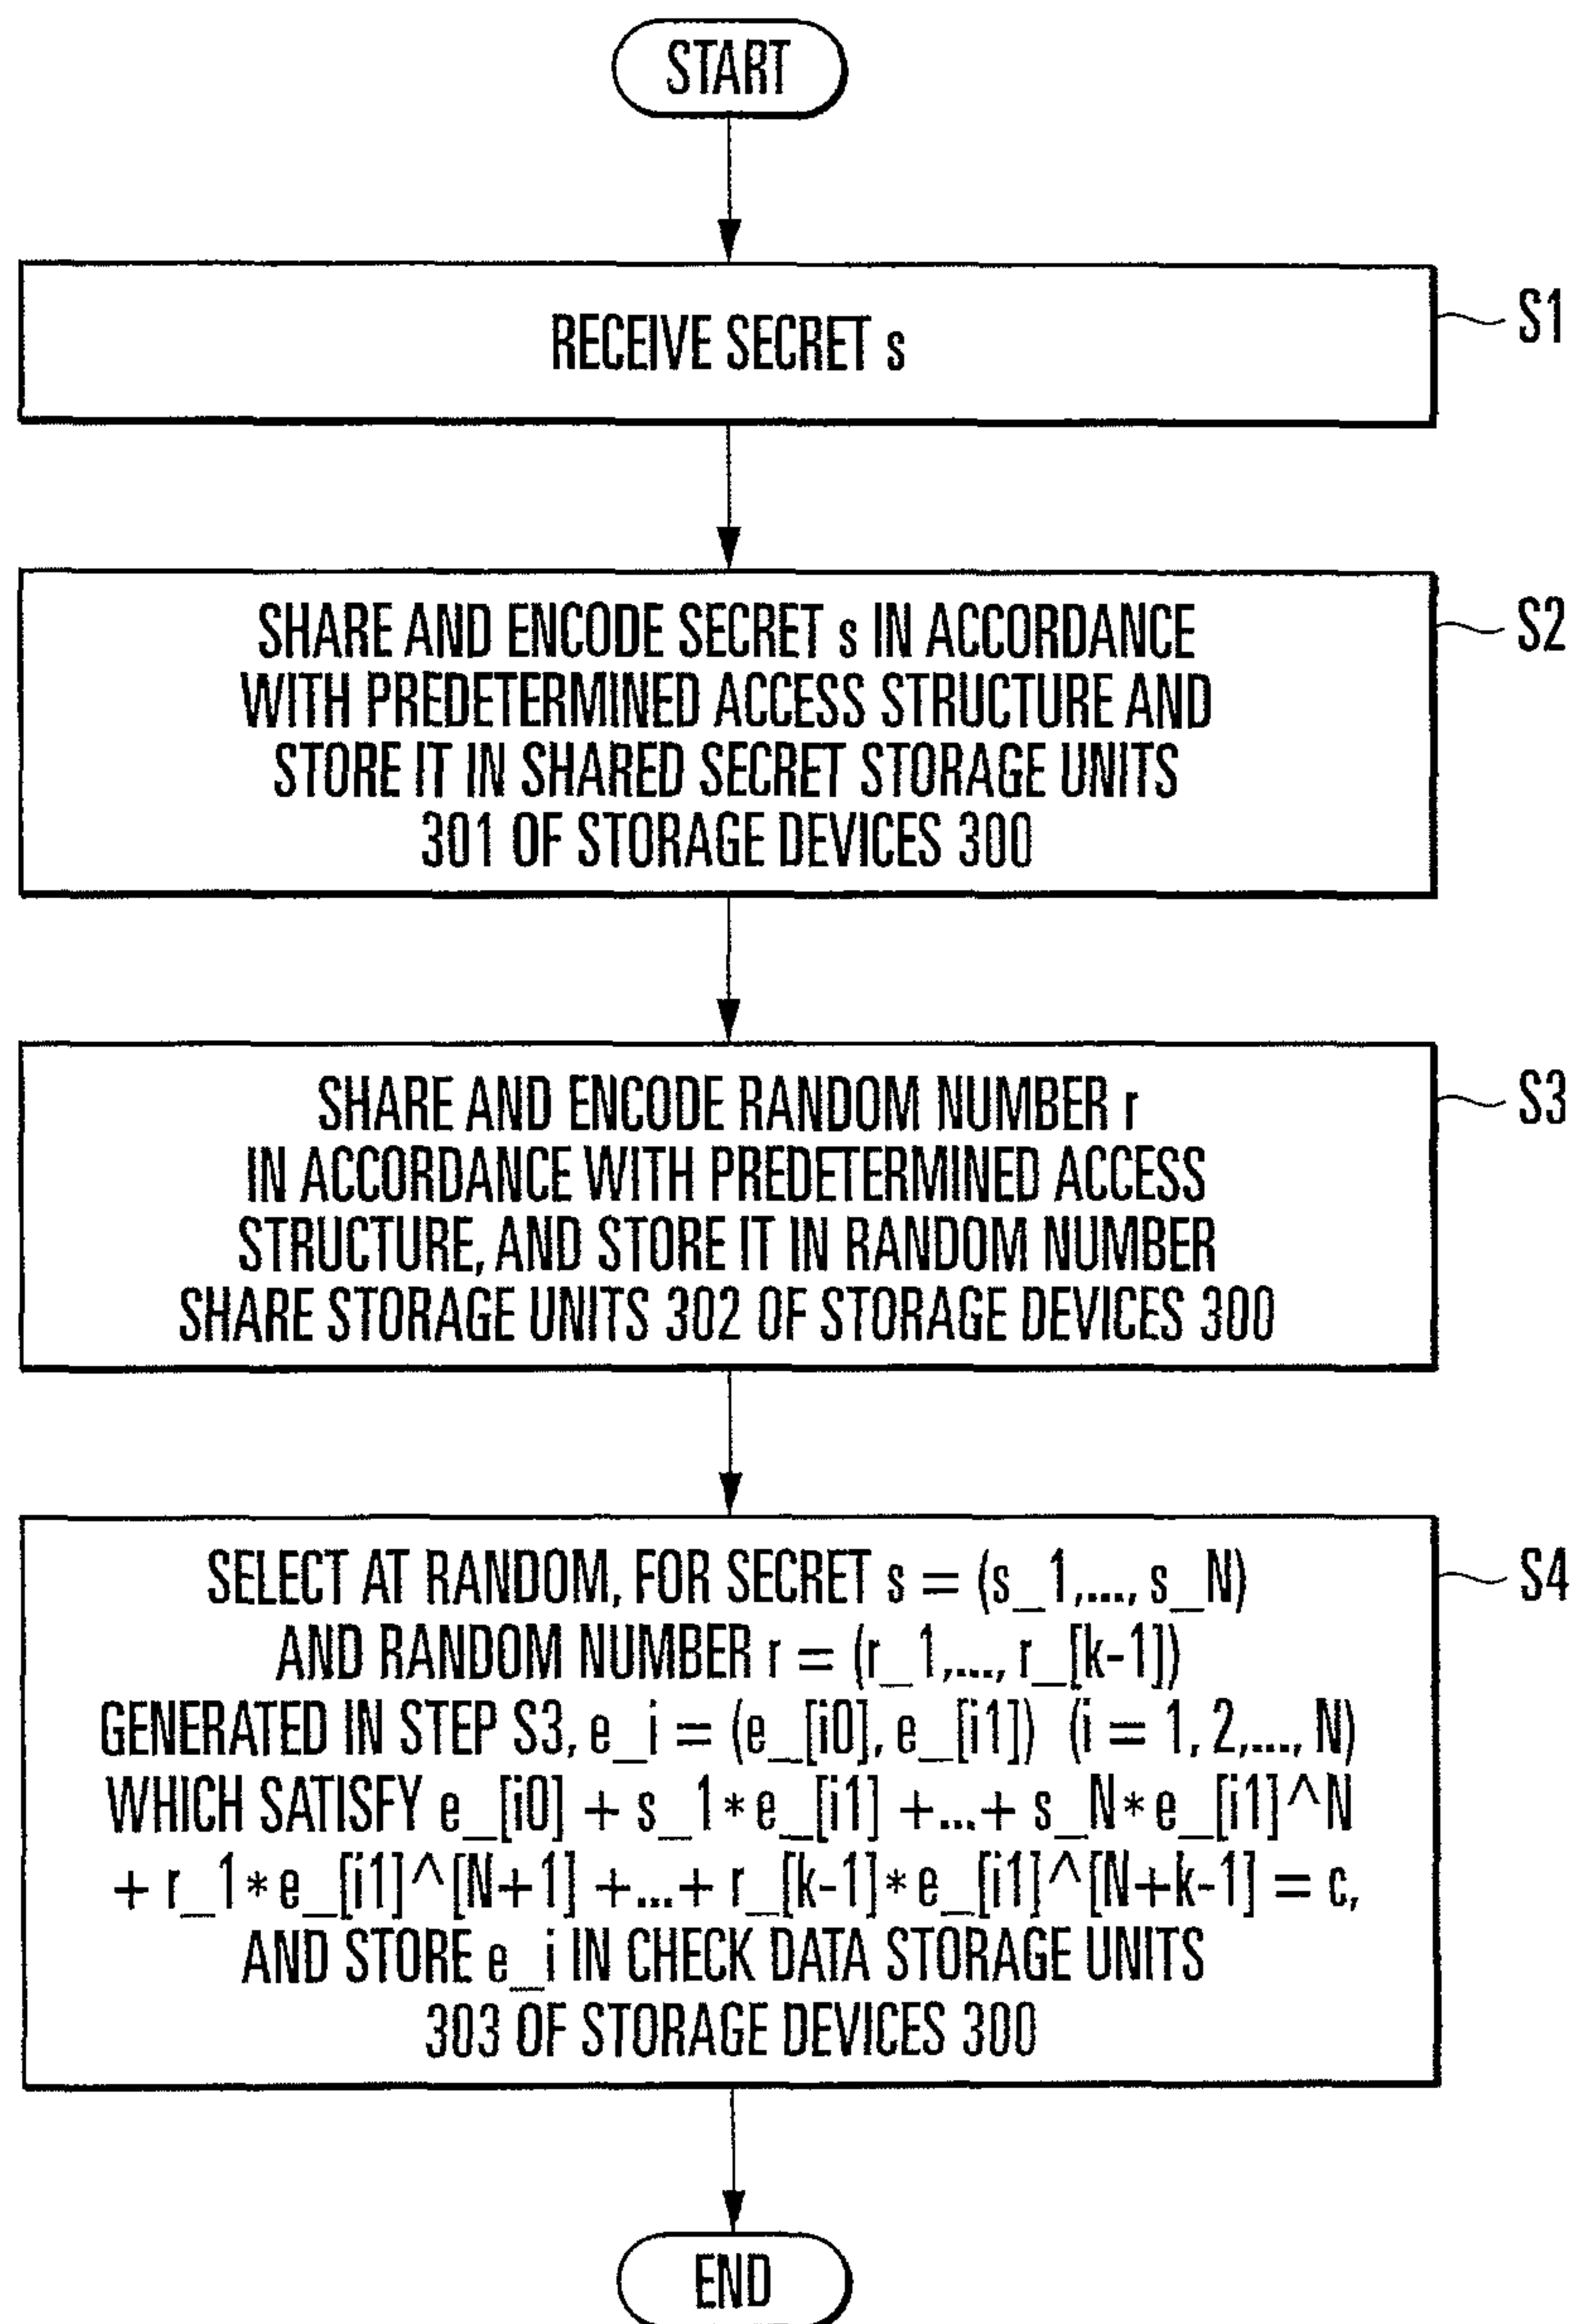 START
RECEIVE SECRET s
S1
SHARE AND ENCODE SECRET s IN ACCORDANCE
WITH PREDETERMINED ACCESS STRUCTURE AND
STORE IT IN SHARED SECRET STORAGE UNITS
301 OF STORAGE DEVICES 300
S2
SHARE AND ENCODE RANDOM NUMBER r
IN ACCORDANCE WITH PREDETERMINED ACCESS
STRUCTURE, AND STORE IT IN RANDOM NUMBER
SHARE STORAGE UNITS 302 OF STORAGE DEVICES 300
S3
SELECT AT RANDOM, FOR SECRET s = (s_1,..., s_N)
AND RANDOM NUMBER r = (r_1,..., r_[k-1])
GENERATED IN STEP S3, e_i = (e_[i0], e_[i1]) (i = 1, 2,..., N)
WHICH SATISFY e_[i0] + s_1*e_[i1] +...+ s_N*e_[i1]^N
+ r_1*e_[i1]^[N+1] +...+ r_[k-1]*e_[i1]^[N+k-1] = c,
AND STORE e_i IN CHECK DATA STORAGE UNITS
303 OF STORAGE DEVICES 300
S4
END